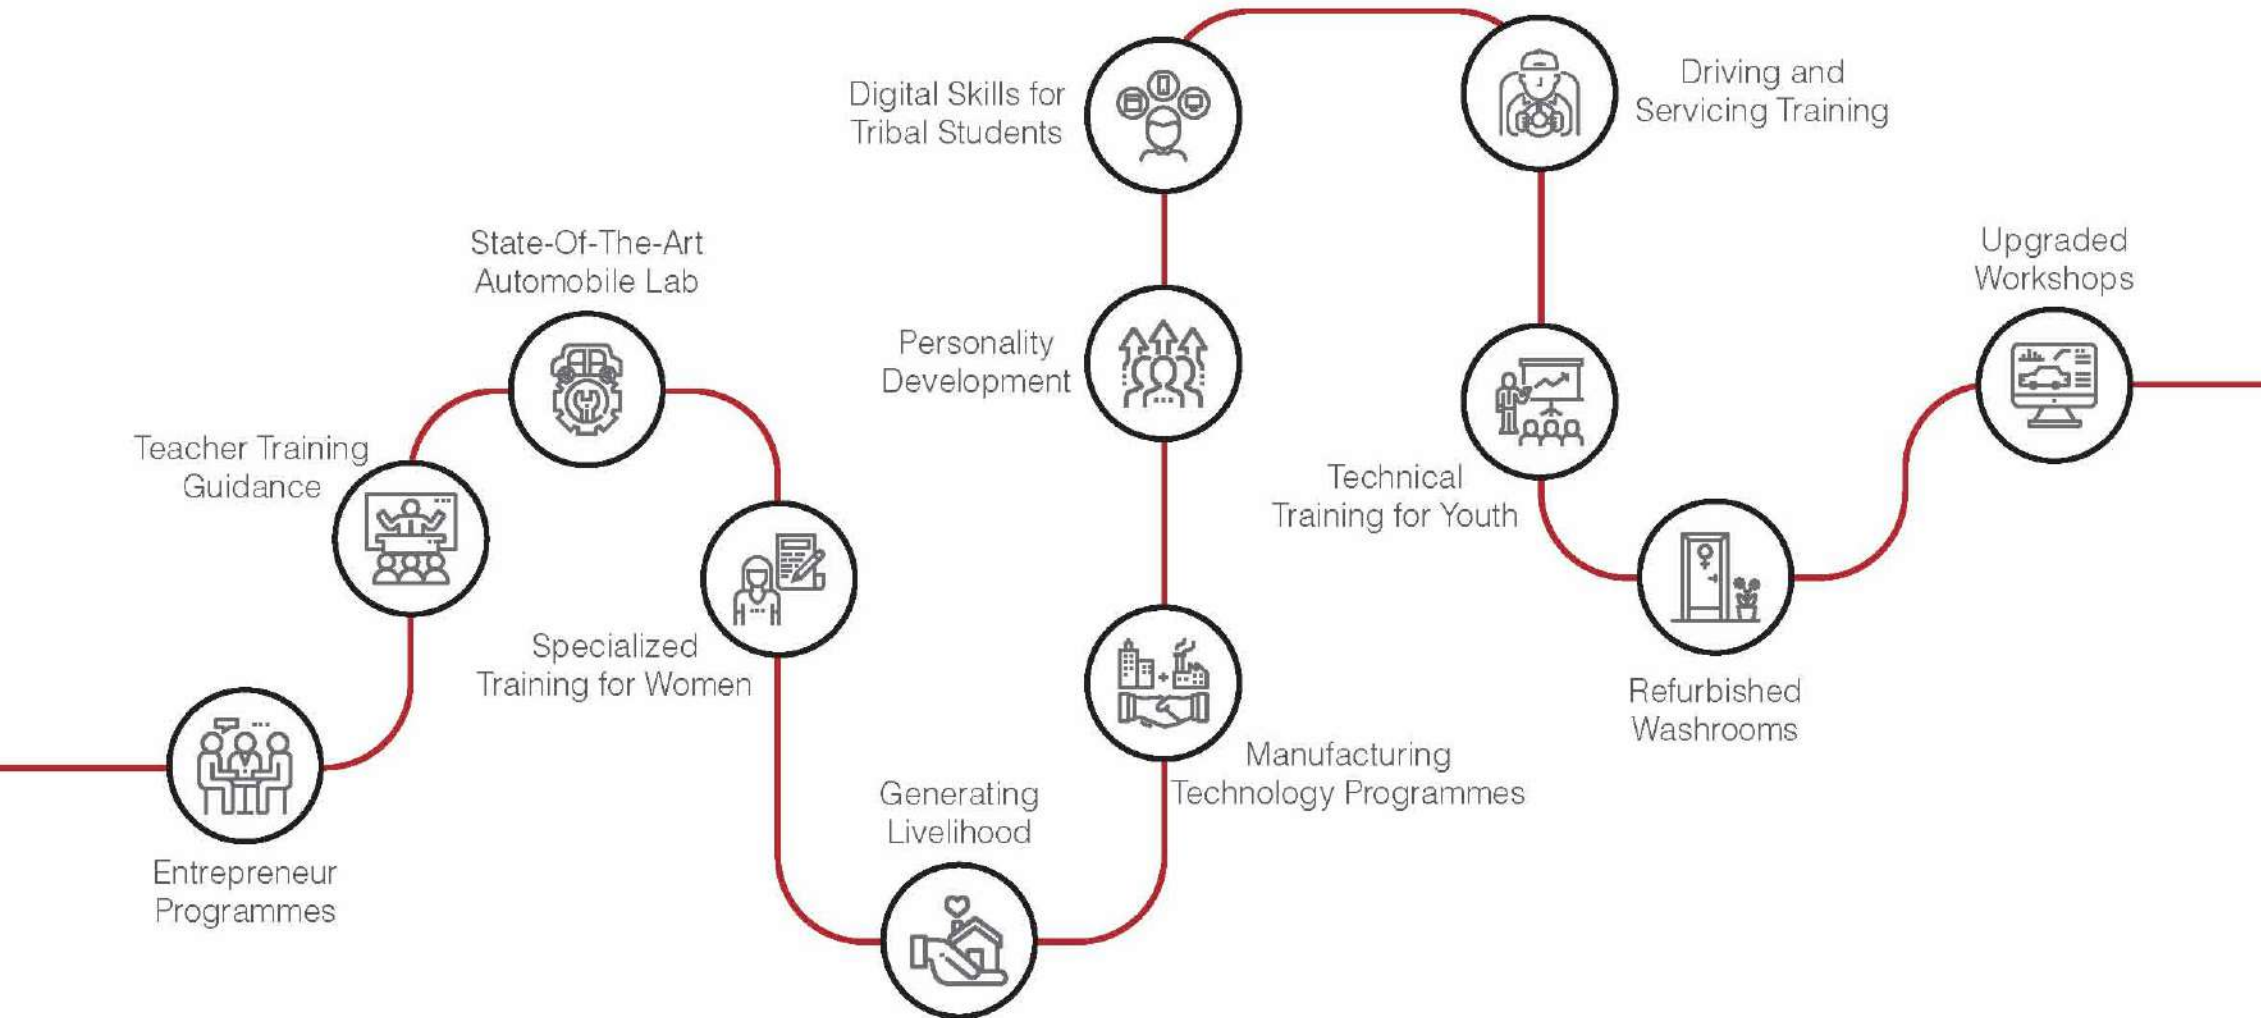 Entrepreneur
Programmes
Teacher Training
Guidance
State-Of-The-Art
Automobile Lab
Specialized
Training for Women
Generating
Livelihood
Manufacturing
Technology Programmes
Personality
Development
Digital Skills for
Tribal Students
Driving and
Servicing Training
Technical
Training for Youth
Refurbished
Washrooms
Upgraded
Workshops